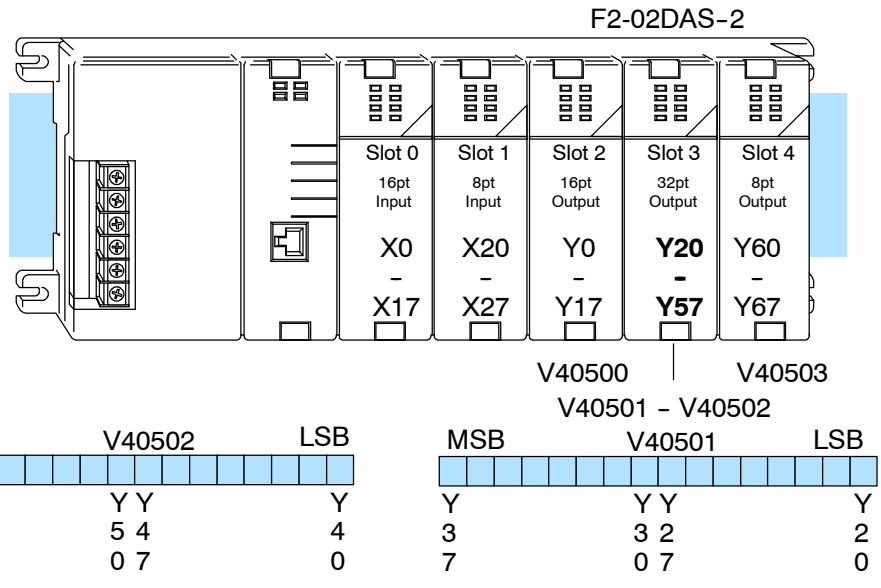 F2-02DAS-2
Slot 0 Slot 1 Slot 2 Slot 3 Slot 4
16pt 8pt 16pt 32pt 8pt
Input Input Output Output Output
X0 X20 Y0 Y20 Y60
- - - - -
X17 X27 Y17 Y57 Y67
V40500 V40503
V40501 - V40502
V40502 LSB MSB V40501 LSB
Y Y Y Y Y Y Y
5 4 4 3 3 2 2
0 7 0 7 0 7 0